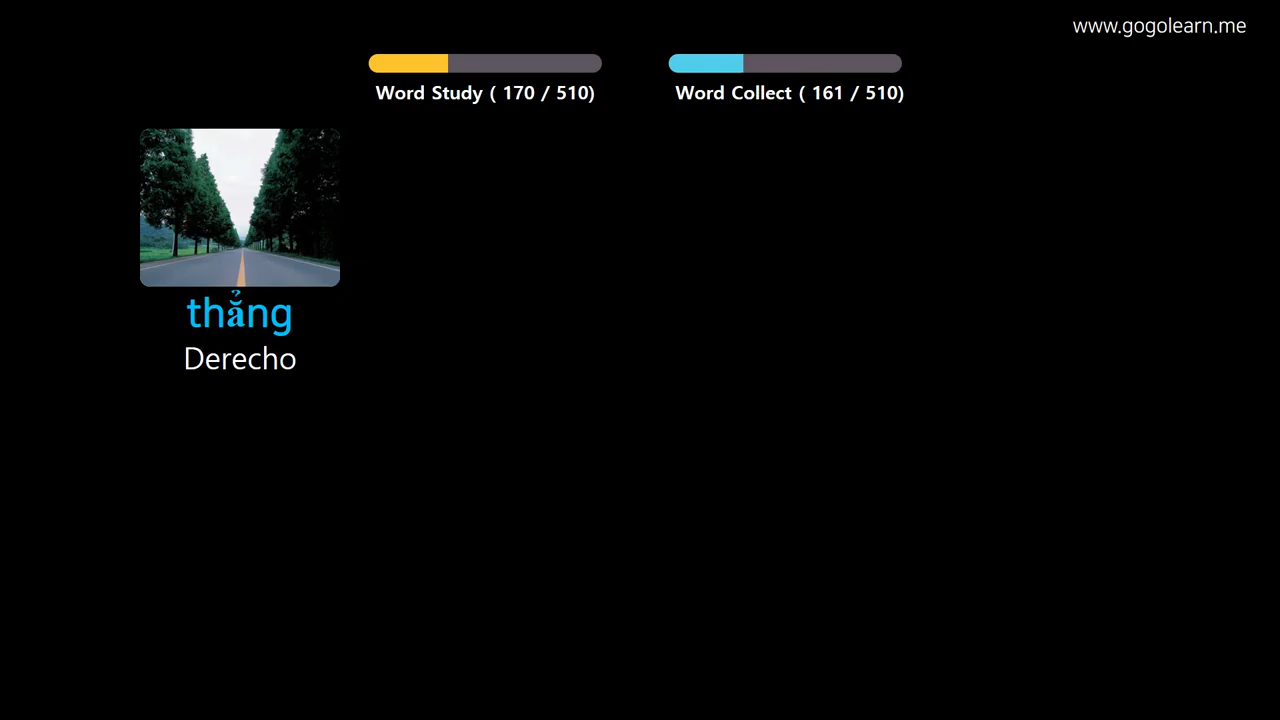 www.gogolearn.me
Word Study ( 170 / 510)
Word Collect ( 161 / 510)
thẳng
Derecho